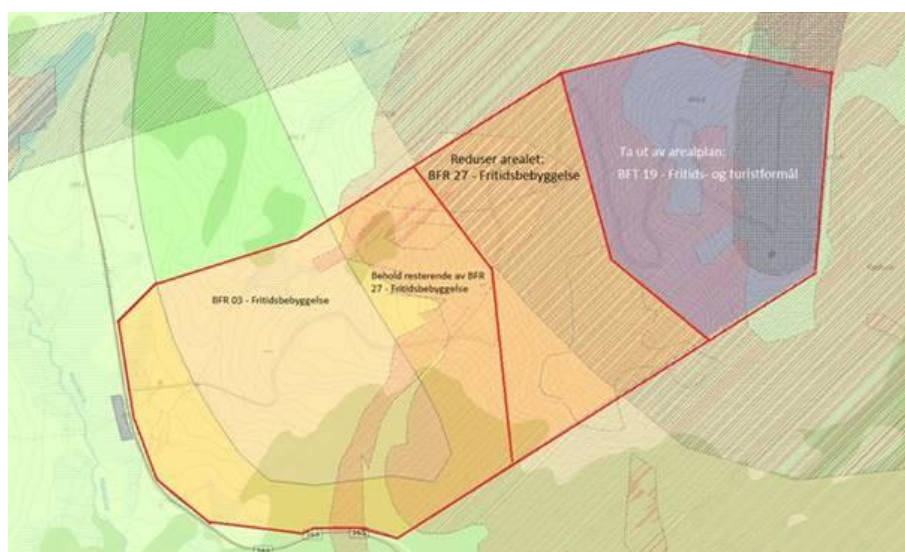 Reduser arealet:
BFR 27 - Fritidsbebyggelse
Ta ut av arealplan:
BFT 19 - Fritids- og turistformål
Behold resterende av BFR
27 - Fritidsbebyggelse
BFR 03 - Fritidsbebyggelse